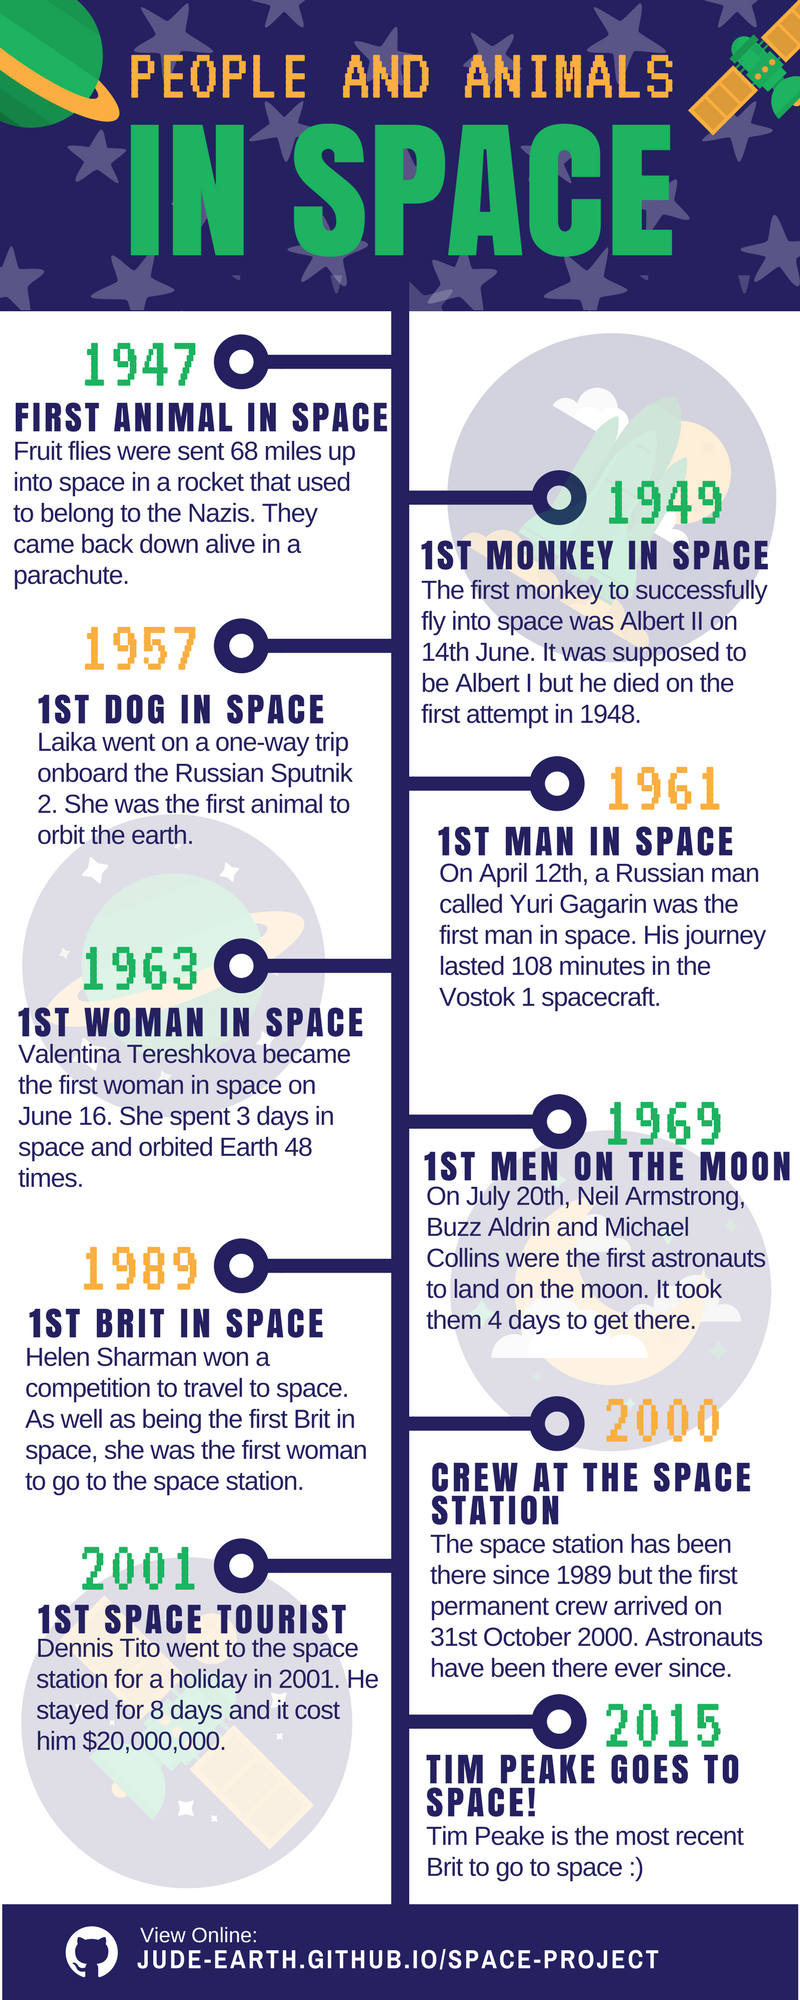 PEOPLE AND ANIMALS
IN SPACE
1947
FIRST ANIMAL IN SPACE
Fruit flies were sent 68 miles up
into space in a rocket that used
to belong to the Nazis. They
came back down alive in a
parachute.
1949
1ST MONKEY IN SPACE
The first monkey to successfully
fly into space was Albert II on
14th June. It was supposed to
be Albert I but he died on the
first attempt in 1948.
1957
1ST DOG IN SPACE
Laika went on a one-way trip
onboard the Russian Sputnik
2. She was the first animal to
orbit the earth.
1961
1ST MAN IN SPACE
On April 12th, a Russian man
called Yuri Gagarin was the
first man in space. His journey
lasted 108 minutes in the
Vostok 1 spacecraft.
1963
1ST WOMAN IN SPACE
Valentina Tereshkova became
the first woman in space on
June 16. She spent 3 days in
space and orbited Earth 48
times.
1969
1ST MEN ON THE MOON
On July 20th, Neil Armstrong,
Buzz Aldrin and Michael
Collins were the first astronauts
to land on the moon. It took
them 4 days to get there.
1989
1ST BRIT IN SPACE
Helen Sharman won a
competition to travel to space.
As well as being the first Brit in
space, she was the first woman
to go to the space station.
2000
CREW AT THE SPACE
STATION
The space station has been
there since 1989 but the first
permanent crew arrived on
31st October 2000. Astronauts
have been there ever since.
2001
1ST SPACE TOURIST
Dennis Tito went to the space
station for a holiday in 2001. He
stayed for 8 days and it cost
him $20,000,000.
2015
TIM PEAKE GOES TO
SPACE!
Tim Peake is the most recent
Brit to go to space :)
View Online:
JUDE-EARTH.GITHUB.IO/SPACE-PROJECT